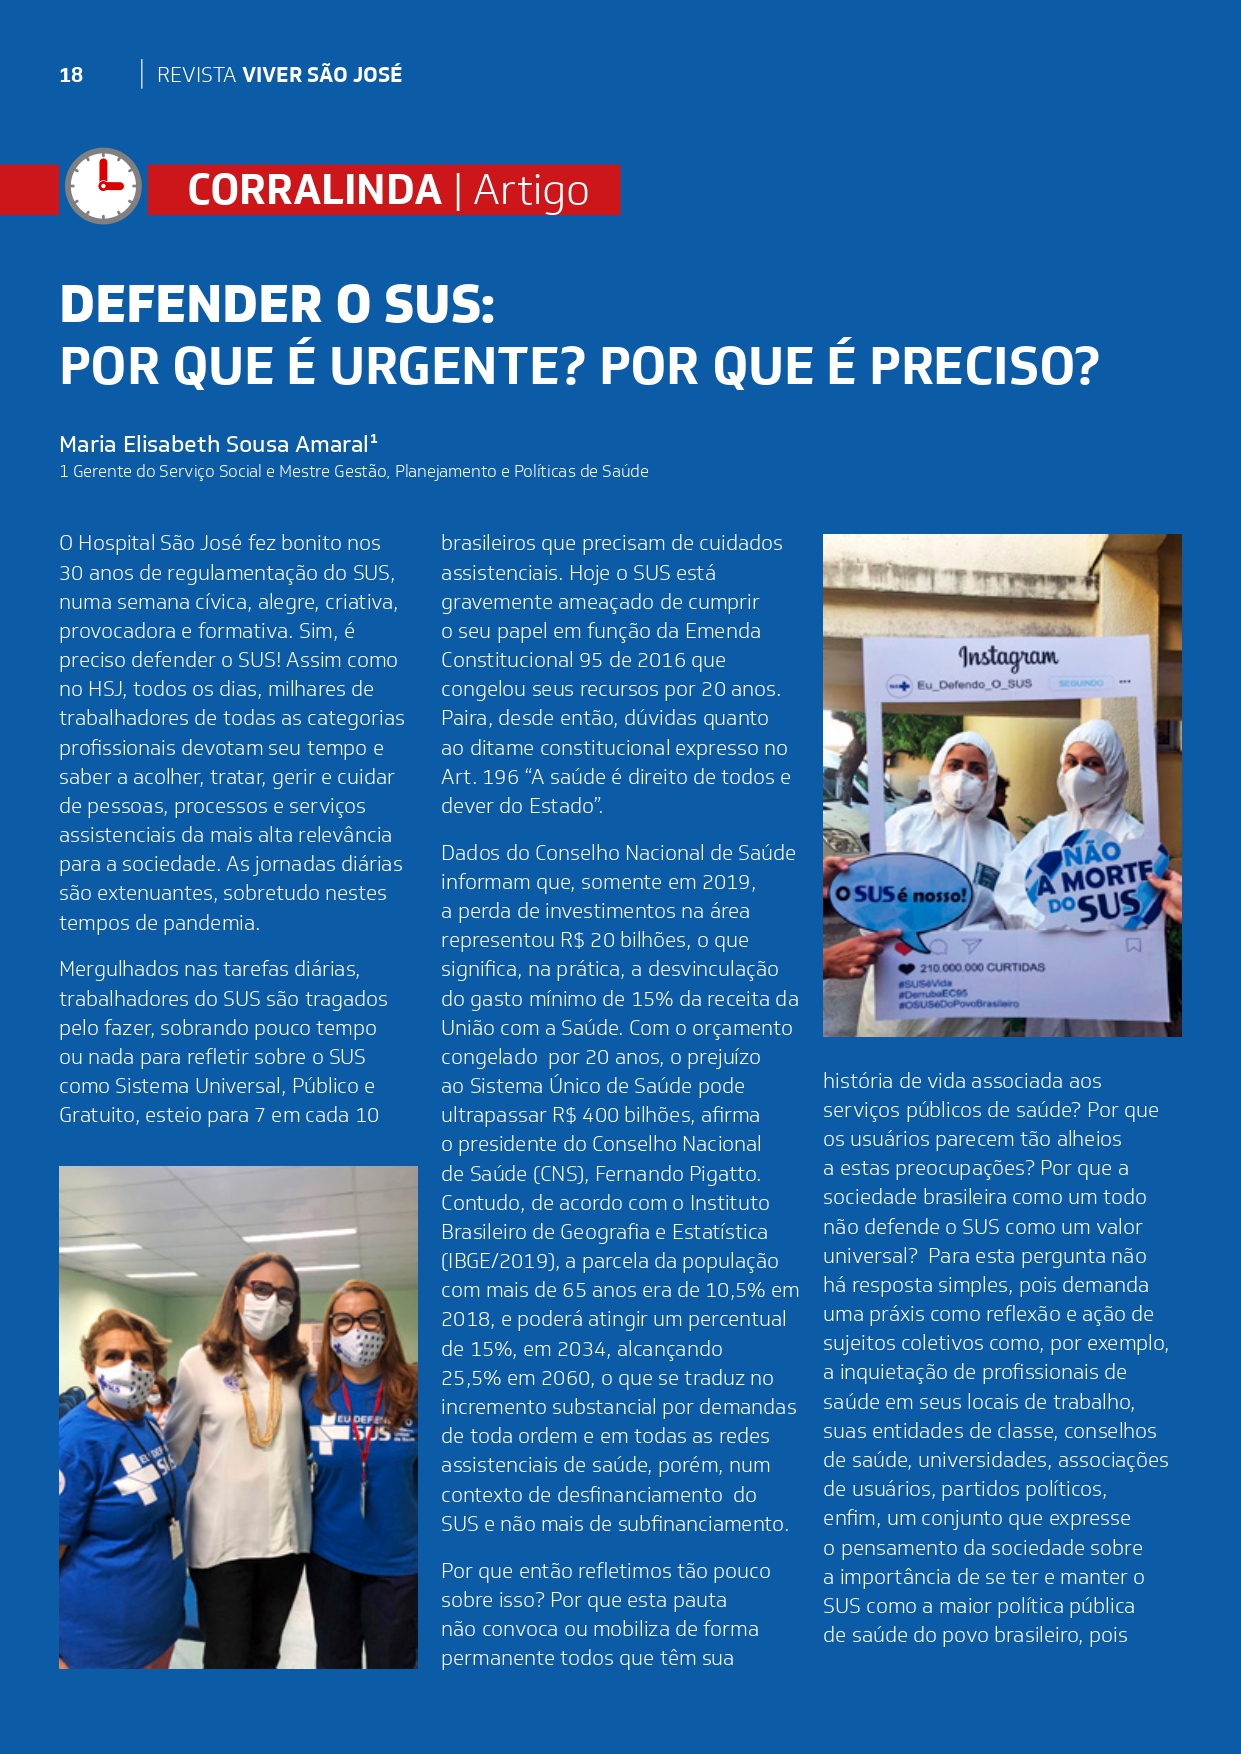 18
REVISTA VIVER SÃO JOSÉ
CORRALINDA | Artigo
DEFENDER O SUS:
POR QUE É URGENTE? POR QUE É PRECISO?
Maria Elisabeth Sousa Amaral¹
1 Gerente do Serviço Social e Mestre Gestão, Planejamento e Políticas de Saúde
O Hospital São José fez bonito nos
30 anos de regulamentação do SUS,
numa semana cívica, alegre, criativa,
provocadora e formativa. Sim, é
preciso defender o SUS! Assim como
no HSJ, todos os dias, milhares de
trabalhadores de todas as categorias
profissionais devotam seu tempo e
saber a acolher, tratar, gerir e cuidar
de pessoas, processos e serviços
assistenciais da mais alta relevância
para a sociedade. As jornadas diárias
são extenuantes, sobretudo nestes
tempos de pandemia.
Mergulhados nas tarefas diárias,
trabalhadores do SUS são tragados
pelo fazer, sobrando pouco tempo
ou nada para refletir sobre o SUS
como Sistema Universal, Público e
Gratuito, esteio para 7 em cada 10
EU DEFENDO O
SUS
brasileiros que precisam de cuidados
assistenciais. Hoje o SUS está
gravemente ameaçado de cumprir
o seu papel em função da Emenda
Constitucional 95 de 2016 que
congelou seus recursos por 20 anos.
Paira, desde então, dúvidas quanto
ao ditame constitucional expresso no
Art. 196 “A saúde é direito de todos e
dever do Estado”.
Dados do Conselho Nacional de Saúde
informam que, somente em 2019,
a perda de investimentos na área
representou R$ 20 bilhões, o que
significa, na prática, a desvinculação
do gasto mínimo de 15% da receita da
União com a Saúde. Com o orçamento
congelado  por 20 anos, o prejuízo
ao Sistema Único de Saúde pode
ultrapassar R$ 400 bilhões, afirma
o presidente do Conselho Nacional
de Saúde (CNS), Fernando Pigatto.
Contudo, de acordo com o Instituto
Brasileiro de Geografia e Estatística
(IBGE/2019), a parcela da população
com mais de 65 anos era de 10,5% em
2018, e poderá atingir um percentual
de 15%, em 2034, alcançando
25,5% em 2060, o que se traduz no
incremento substancial por demandas
de toda ordem e em todas as redes
assistenciais de saúde, porém, num
contexto de desfinanciamento  do
SUS e não mais de subfinanciamento.
Por que então refletimos tão pouco
sobre isso? Por que esta pauta
não convoca ou mobiliza de forma
permanente todos que têm sua
Instagram
Eu_Defendo_O_SUS
SEGUINDO
O SUS é nosso!
NÃO
A MORTE
DO SUS
210.000.000 CURTIDAS
#SUSéVida
#DerrubaEC95
#OSUSéDoPovoBrasileiro
história de vida associada aos
serviços públicos de saúde? Por que
os usuários parecem tão alheios
a estas preocupações? Por que a
sociedade brasileira como um todo
não defende o SUS como um valor
universal?  Para esta pergunta não
há resposta simples, pois demanda
uma práxis como reflexão e ação de
sujeitos coletivos como, por exemplo,
a inquietação de profissionais de
saúde em seus locais de trabalho,
suas entidades de classe, conselhos
de saúde, universidades, associações
de usuários, partidos políticos,
enfim, um conjunto que expresse
o pensamento da sociedade sobre
a importância de se ter e manter o
SUS como a maior política pública
de saúde do povo brasileiro, pois